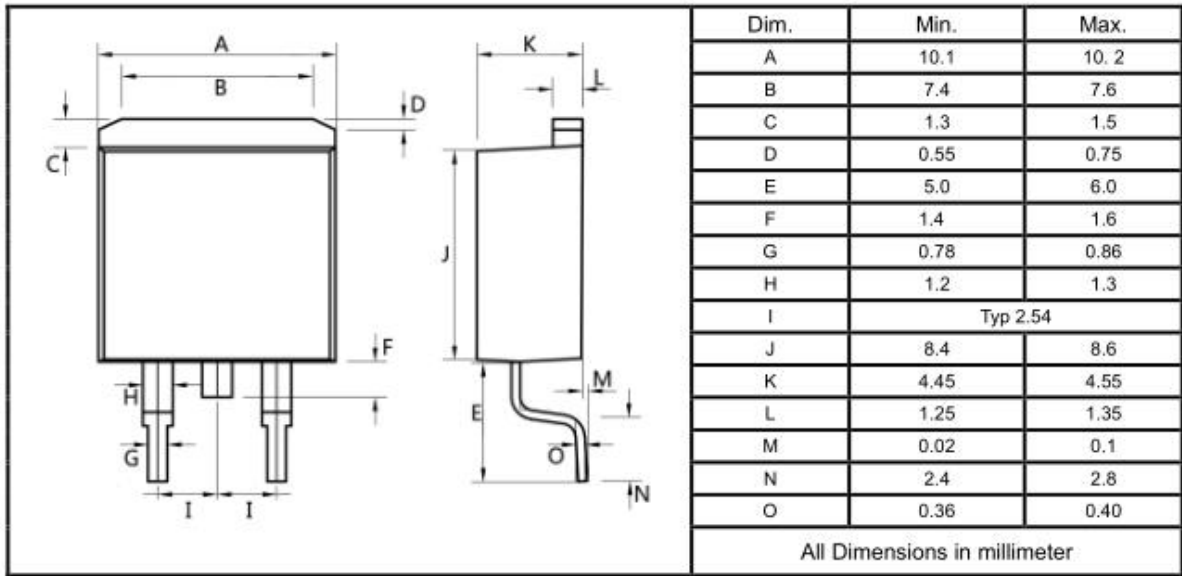 A
B
C
D
J
F
H
G
I I
K
L
E
M
O
N
Dim. Min. Max.
A 10.1 10. 2
B 7.4 7.6
C 1.3 1.5
D 0.55 0.75
E 5.0 6.0
F 1.4 1.6
G 0.78 0.86
H 1.2 1.3
I Typ 2.54
J 8.4 8.6
K 4.45 4.55
L 1.25 1.35
M 0.02 0.1
N 2.4 2.8
O 0.36 0.40
All Dimensions in millimeter